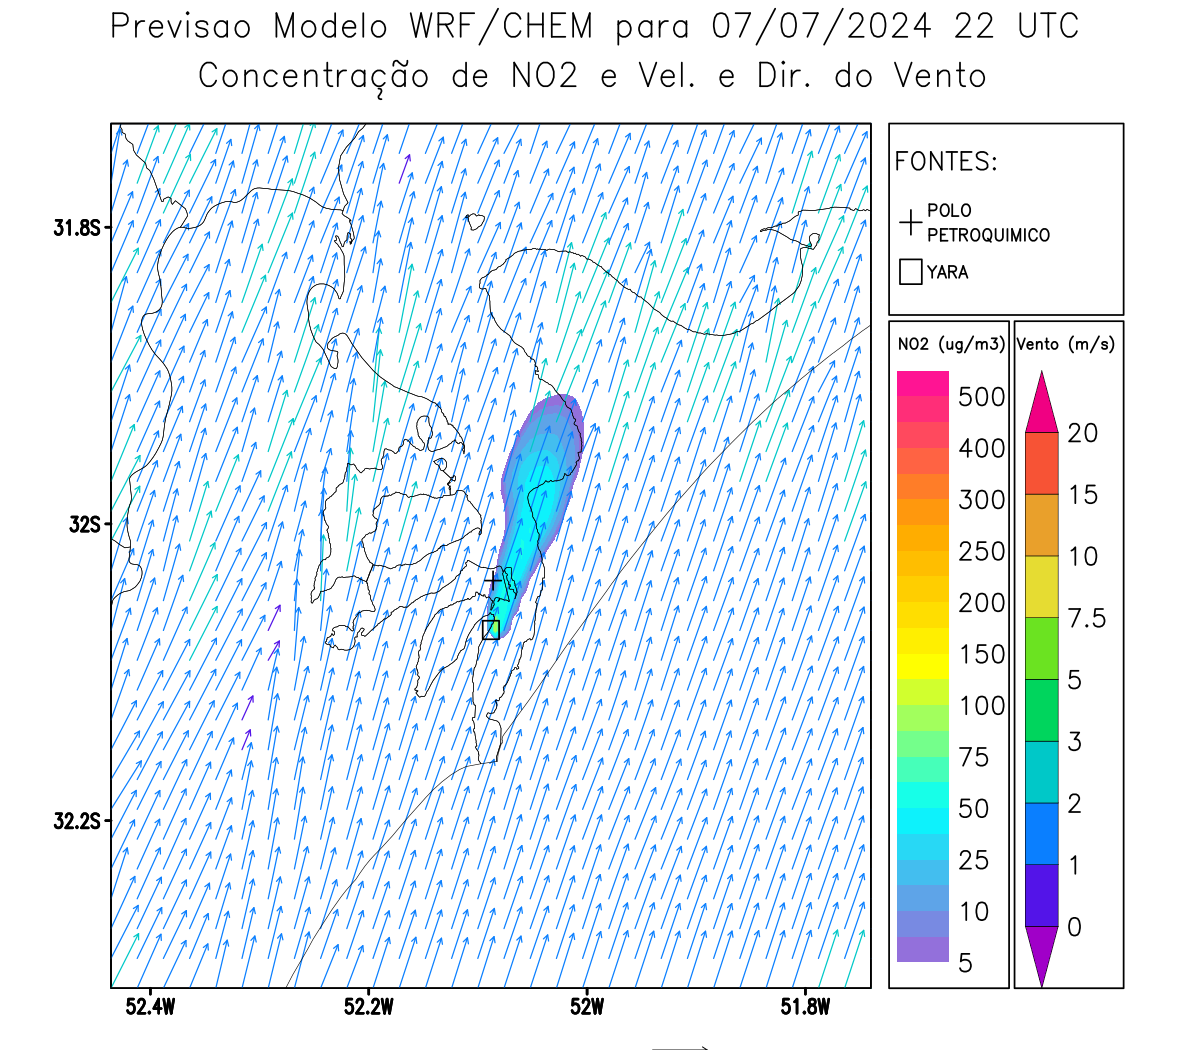 Previsao Modelo WRF/CHEM para 07/07/2024 22 UTC
Concentração de NO2 e Vel. e Dir. do Vento
FONTES:
POLO
PETROQUIMICO
YARA
NO2 (ug/m3)
500
400
300
250
200
150
100
75
50
25
10
5
Vento (m/s)
20
15
10
7.5
5
3
2
1
0
31.8S
32S
32.2S
52.4W
52.2W
52W
51.8W